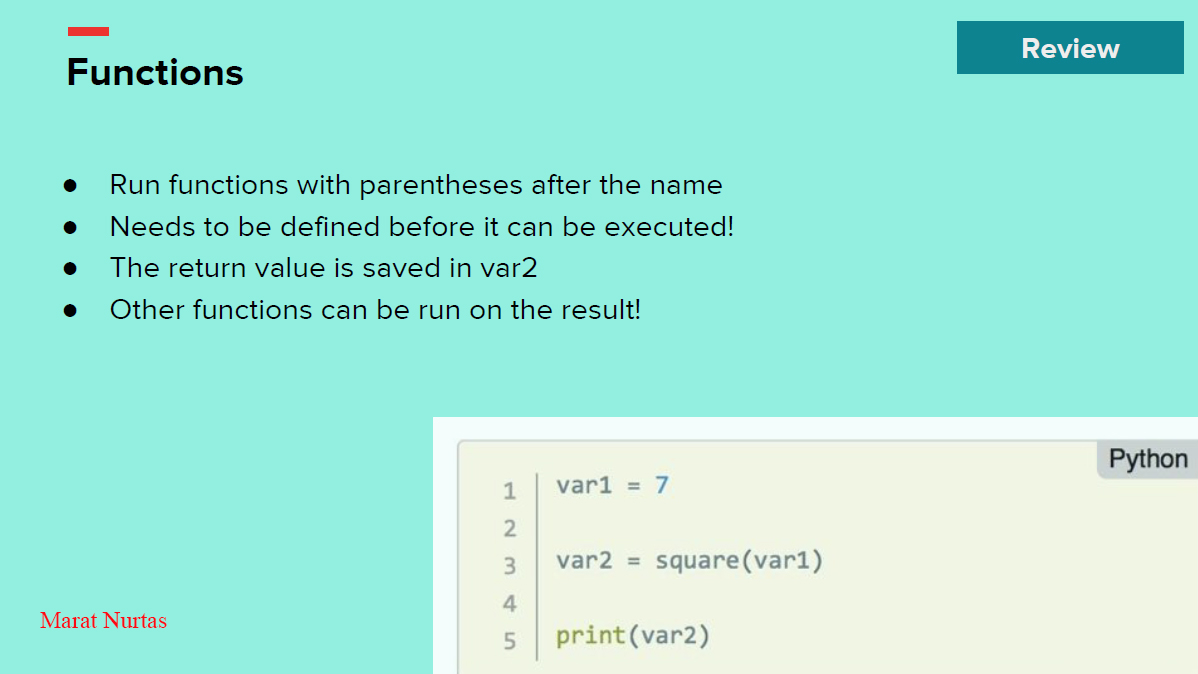 Functions
Review
● Run functions with parentheses after the name
● Needs to be defined before it can be executed!
● The return value is saved in var2
● Other functions can be run on the result!
Python
1 var1 = 7
2
3 var2 = square(var1)
4
5 print(var2)
Marat Nurtas